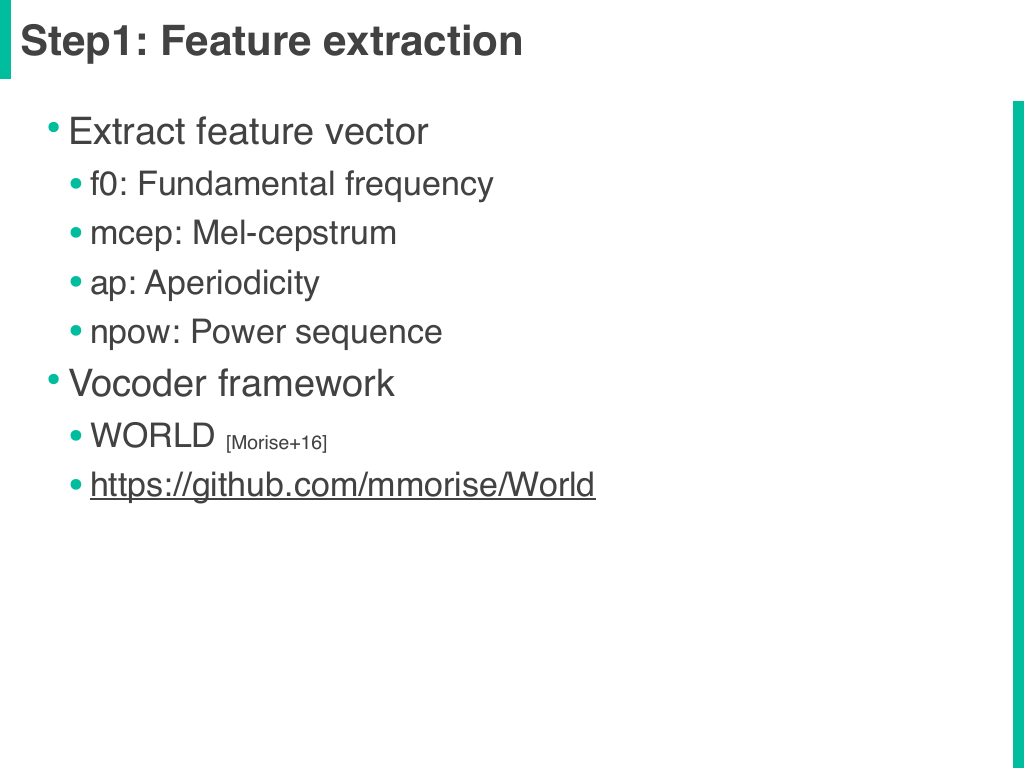 Step1: Feature extraction
• Extract feature vector
• f0: Fundamental frequency
• mcep: Mel-cepstrum
• ap: Aperiodicity
• npow: Power sequence
• Vocoder framework
• WORLD [Morise+16]
• https://github.com/mmorise/World